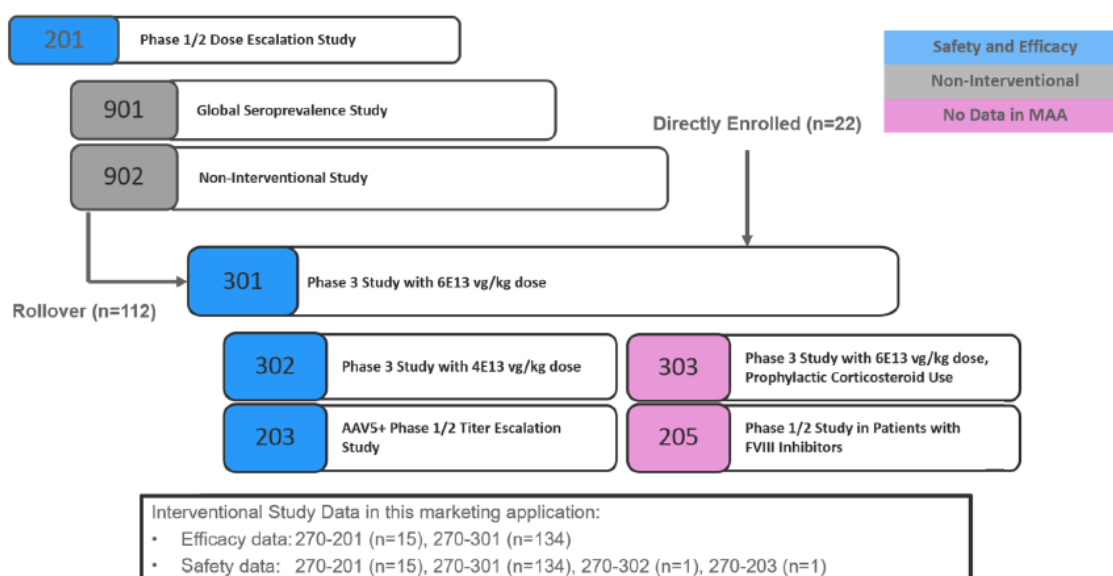 201 Phase 1/2 Dose Escalation Study
Safety and Efficacy
Non-Interventional
No Data in MAA
901 Global Seroprevalence Study
Directly Enrolled (n=22)
902 Non-Interventional Study
301 Phase 3 Study with 6E13 vg/kg dose
Rollover (n=112)
302 Phase 3 Study with 4E13 vg/kg dose
303 Phase 3 Study with 6E13 vg/kg dose,
Prophylactic Corticosteroid Use
203 AAV5+ Phase 1/2 Titer Escalation
Study
205 Phase 1/2 Study in Patients with
FVIII Inhibitors
Interventional Study Data in this marketing application:
• Efficacy data: 270-201 (n=15), 270-301 (n=134)
• Safety data: 270-201 (n=15), 270-301 (n=134), 270-302 (n=1), 270-203 (n=1)